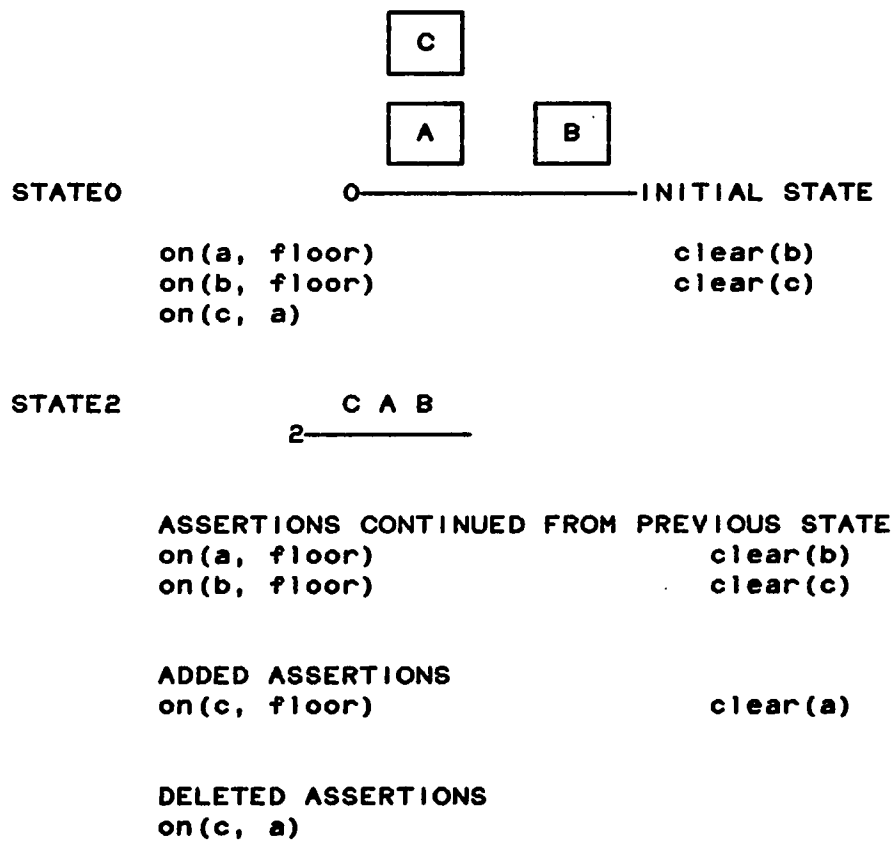 C
A B
STATE0 0 INITIAL STATE
on(a, floor) clear(b)
on(b, floor) clear(c)
on(c, a)
STATE2 C A B
2
ASSERTIONS CONTINUED FROM PREVIOUS STATE
on(a, floor) clear(b)
on(b, floor) clear(c)
ADDED ASSERTIONS
on(c, floor) clear(a)
DELETED ASSERTIONS
on(c, a)